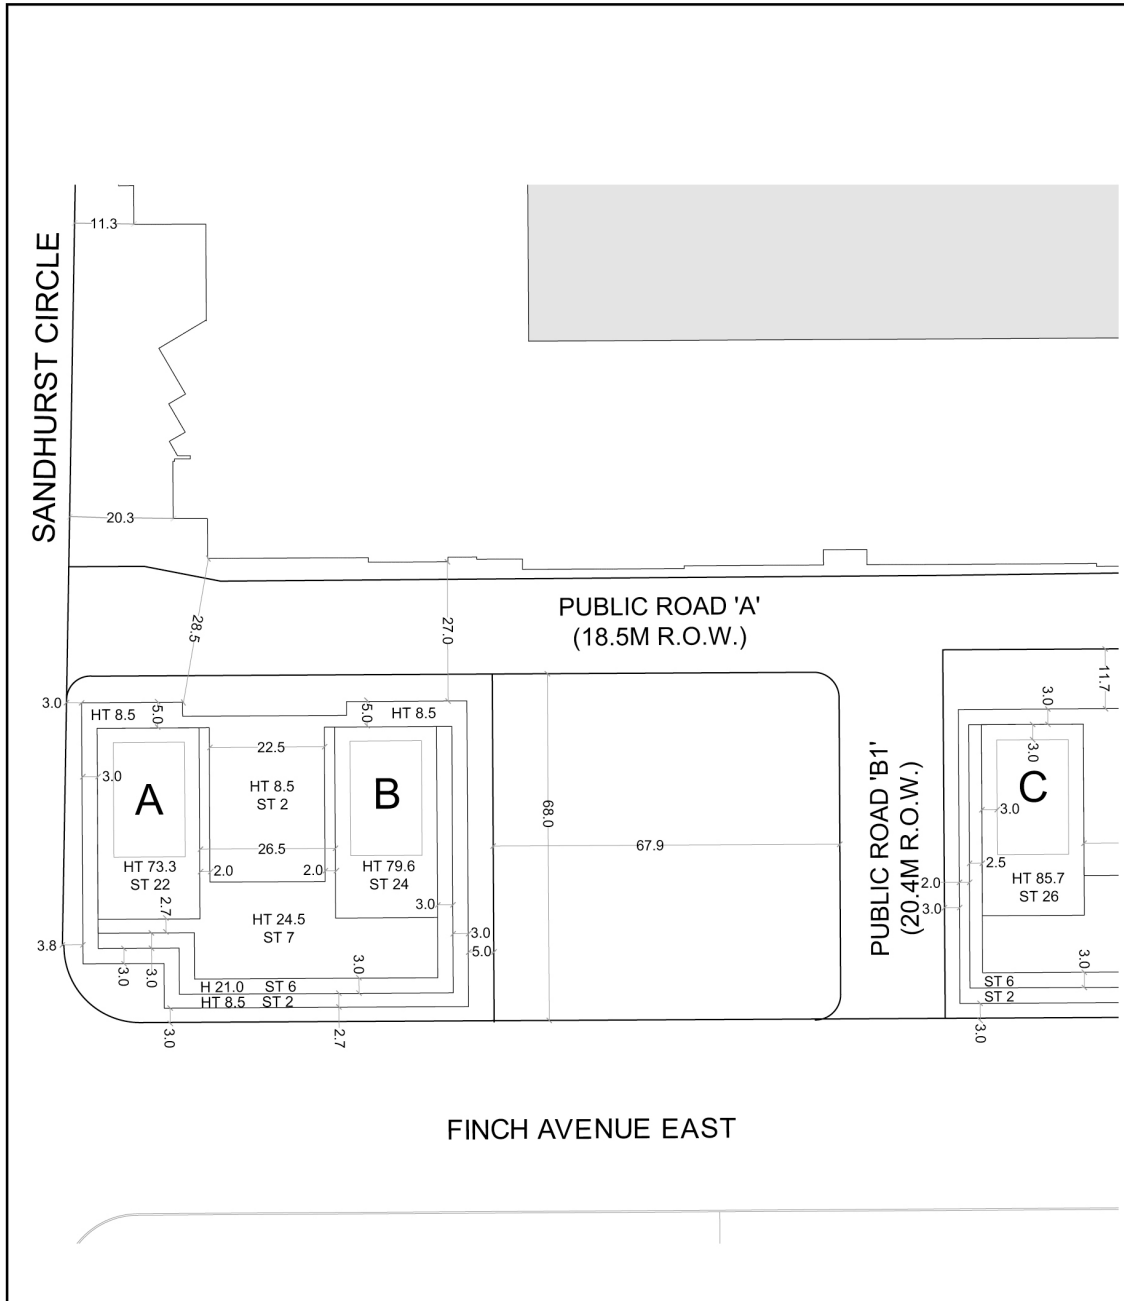 11.3
SANDHURST CIRCLE
20.3
28.5
27.0
PUBLIC ROAD 'A'
(18.5M R.O.W.)
3.0
HT 8.5
5.0
5.0
HT 8.5
22.5
3.0
A
HT 8.5
ST 2
B
26.5
HT 73.3
ST 22
2.0
2.0
HT 79.6
ST 24
2.7
3.0
HT 24.5
ST 7
3.8
3.0
3.0
3.0
3.0
5.0
H 21.0 ST 6
HT 8.5 ST 2
3.0
2.7
68.0
67.9
PUBLIC ROAD 'B1'
(20.4M R.O.W.)
11.7
3.0
3.0
C
3.0
2.5
2.0
3.0
HT 85.7
ST 26
3.0
ST 6
ST 2
3.0
FINCH AVENUE EAST